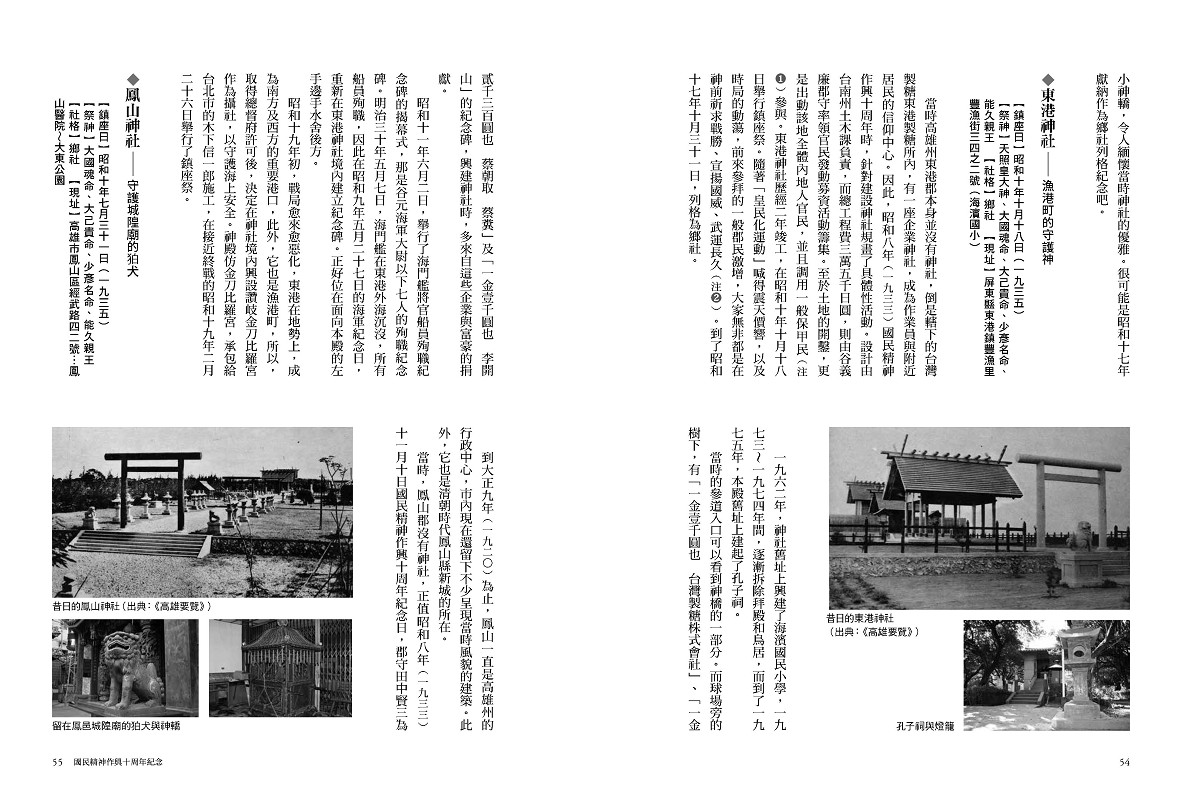 小神轎，令人緬懷當時神社的優雅。很可能是昭和十七年
獻納作為鄉社列格紀念吧。
◆東港神社——漁港町的守護神
【鎮座日】昭和十年十月十八日（一九三五）
【祭神】天照皇大神、大國魂命、大己貴命、少彥名命、
能久親王　【社格】鄉社　【現址】屏東縣東港鎮豐漁里
豐漁街三四之二號（海濱國小）
當時高雄州東港郡本身並沒有神社，倒是轄下的台灣
製糖東港製糖所內，有一座企業神社，成為作業員與附近
居民的信仰中心。因此，昭和八年（一九三三）國民精神
作興十周年時，針對建設神社規畫了具體性活動。設計由
台南州土木課負責，而總工程費三萬五千日圓，則由谷義
廉郡守率領官民發動募資活動籌集。至於土地的開鑿，更
是出動該地全體內地人官民，並且調用一般保甲民（注
❶）參與。東港神社歷經二年竣工，在昭和十年十月十八
日舉行鎮座祭。隨著「皇民化運動」喊得震天價響，以及
時局的動蕩，前來參拜的一般郡民激增，大家無非都是在
神前祈求戰勝、宣揚國威、武運長久（注❷）。到了昭和
十七年十月三十一日，列格為鄉社。
昔日的東港神社
（出典：《高雄要覽》）
孔子祠與燈籠
一九六二年，神社舊址上興建了海濱國民小學，一九
七三～一九七四年間，逐漸拆除拜殿和鳥居，而到了一九
七五年，本殿舊址上建起了孔子祠。
當時的參道入口可以看到神橋的一部分。而球場旁的
樹下，有「一金壹千圓也　台灣製糖株式會社」、「一金
54
貳千三百圓也　蔡朝取　蔡糞」及「一金壹千圓也　李開
山」的紀念碑，興建神社時，多來自這些企業與富豪的捐
獻。
昭和十一年六月二日，舉行了海門艦將官船員殉職紀
念碑的揭幕式，那是谷元海軍大尉以下七人的殉職紀念
碑。明治三十年五月七日，海門艦在東港外海沉沒，所有
船員殉職，因此在昭和九年五月二十七日的海軍紀念日，
重新在東港神社境內建立紀念碑。正好位在面向本殿的左
手邊手水舍後方。
昭和十九年初，戰局愈來愈惡化，東港在地勢上，成
為南方及西方的重要港口，此外，它也是漁港町，所以，
取得總督府許可後，決定在神社境內興設讚岐金刀比羅宮
作為攝社，以守護海上安全。神殿仿金刀比羅宮，承包給
台北市的木下信一郎施工，在接近終戰的昭和十九年二月
二十六日舉行了鎮座祭。
◆鳳山神社——守護城隍廟的狛犬
【鎮座日】昭和十年七月三十一日（一九三五）
【祭神】大國魂命、大己貴命、少彥名命、能久親王
【社格】鄉社　【現址】高雄市鳳山區經武路四二號…鳳
山醫院～大東公園
到大正九年（一九二〇）為止，鳳山一直是高雄州的
行政中心，市內現在還留下不少呈現當時風貌的建築。此
外，它也是清朝時代鳳山縣新城的所在。
當時，鳳山郡沒有神社，正值昭和八年（一九三三）
十一月十日國民精神作興十周年紀念日，郡守田中賢三為
昔日的鳳山神社（出典：《高雄要覽》）
留在鳳邑城隍廟的狛犬與神轎
55　國民精神作興十周年紀念